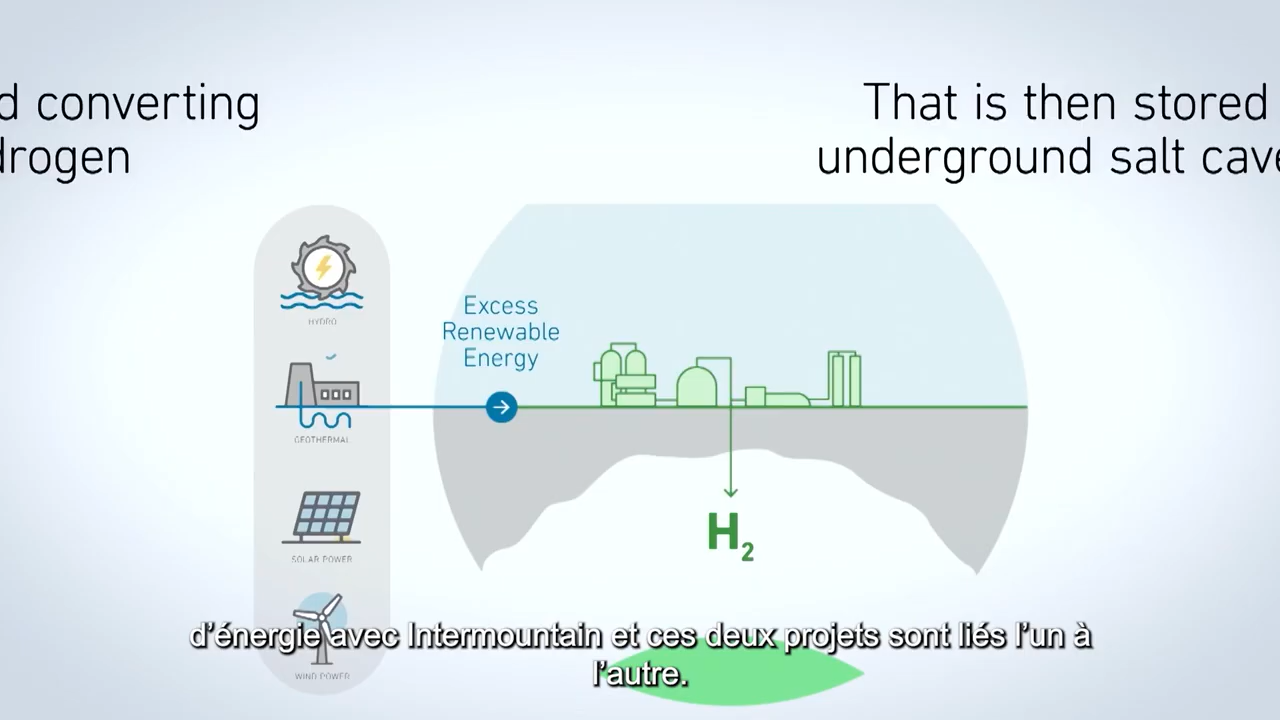 d converting
drogen
That is then stored
underground salt cave
HYDRO
Excess
Renewable
Energy
GEOTHERMAL
H₂
SOLAR POWER
WIND POWER
d'énergie avec Intermountain et ces deux projets sont liés l'un à
l'autre.